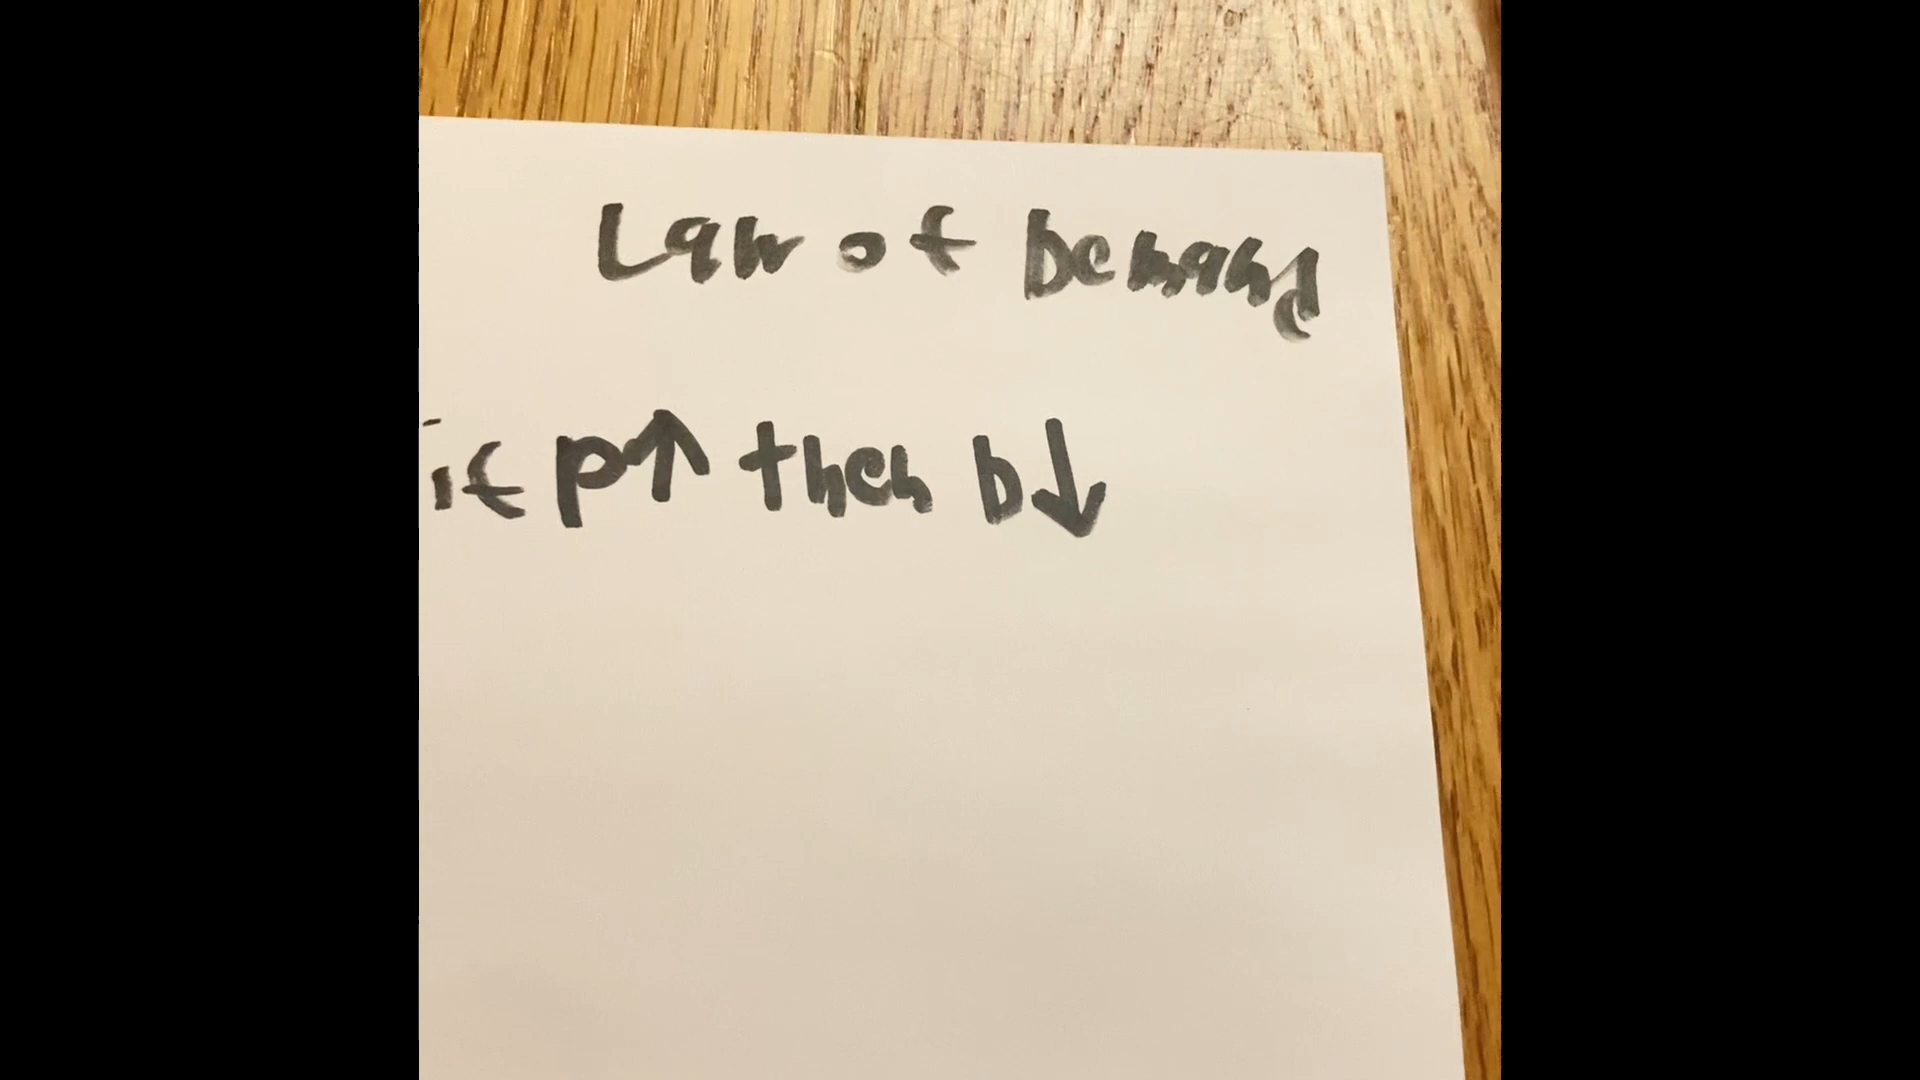 Law of Demand
if P↑ then D↓